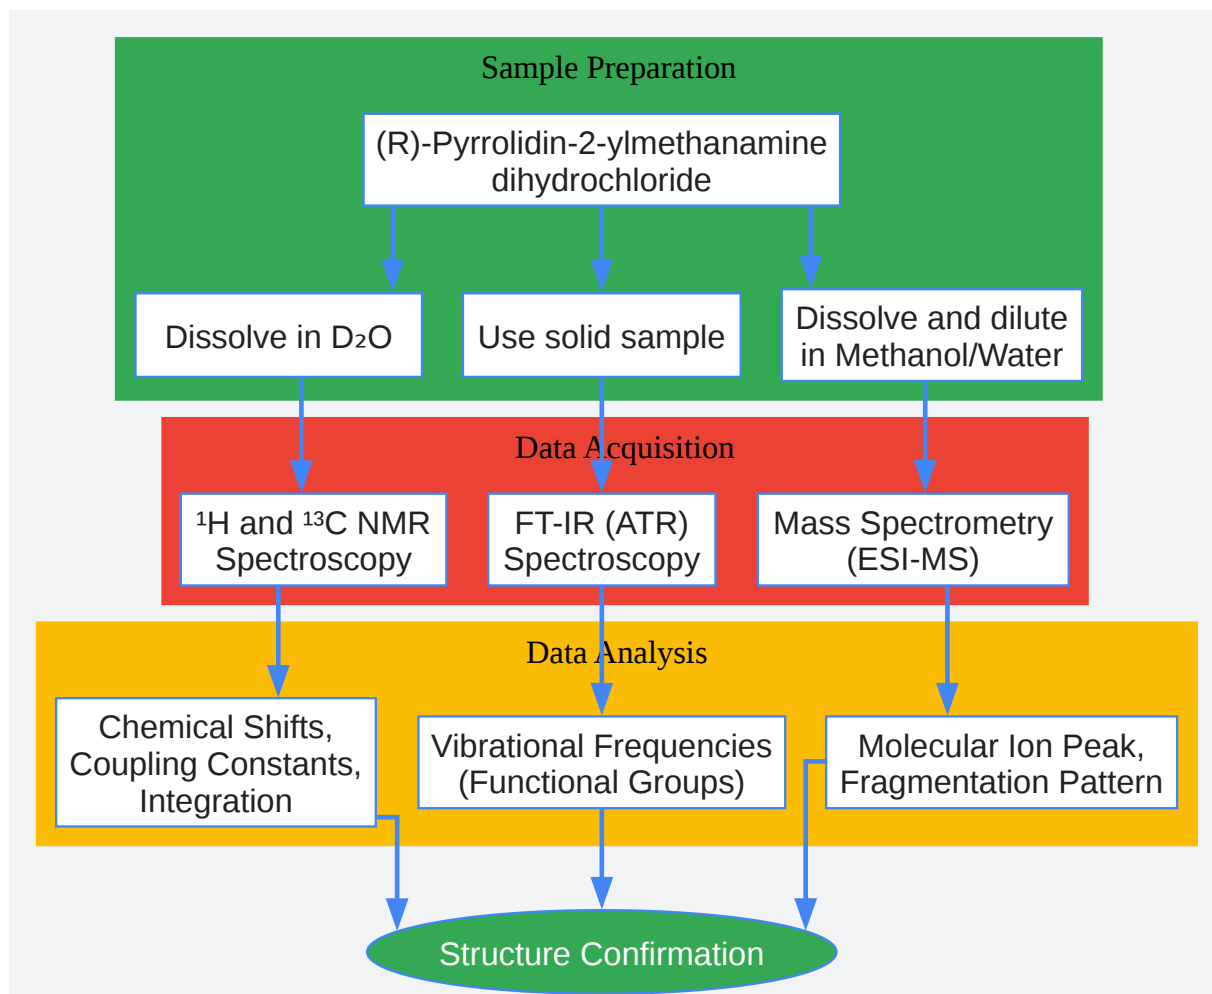 Sample Preparation
(R)-Pyrrolidin-2-ylmethanamine
dihydrochloride
Dissolve in D₂O
Use solid sample
Dissolve and dilute
in Methanol/Water
Data Acquisition
¹H and ¹³C NMR
Spectroscopy
FT-IR (ATR)
Spectroscopy
Mass Spectrometry
(ESI-MS)
Data Analysis
Chemical Shifts,
Coupling Constants,
Integration
Vibrational Frequencies
(Functional Groups)
Molecular Ion Peak,
Fragmentation Pattern
Structure Confirmation